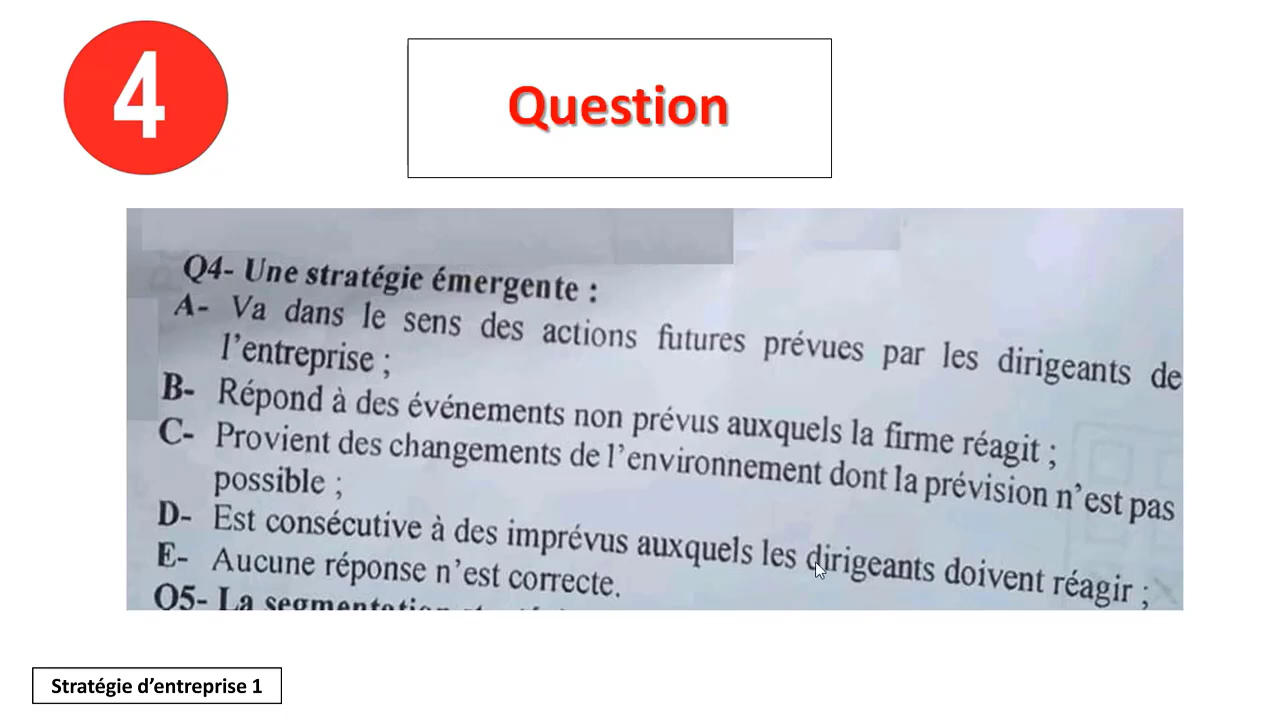 4
Question
Q4- Une stratégie émergente :
A- Va dans le sens des actions futures prévues par les dirigeants de
l'entreprise ;
B- Répond à des événements non prévus auxquels la firme réagit ;
C- Provient des changements de l'environnement dont la prévision n'est pas
possible ;
D- Est consécutive à des imprévus auxquels les dirigeants doivent réagir ;
E- Aucune réponse n'est correcte.
Q5- La segmentation
Stratégie d'entreprise 1